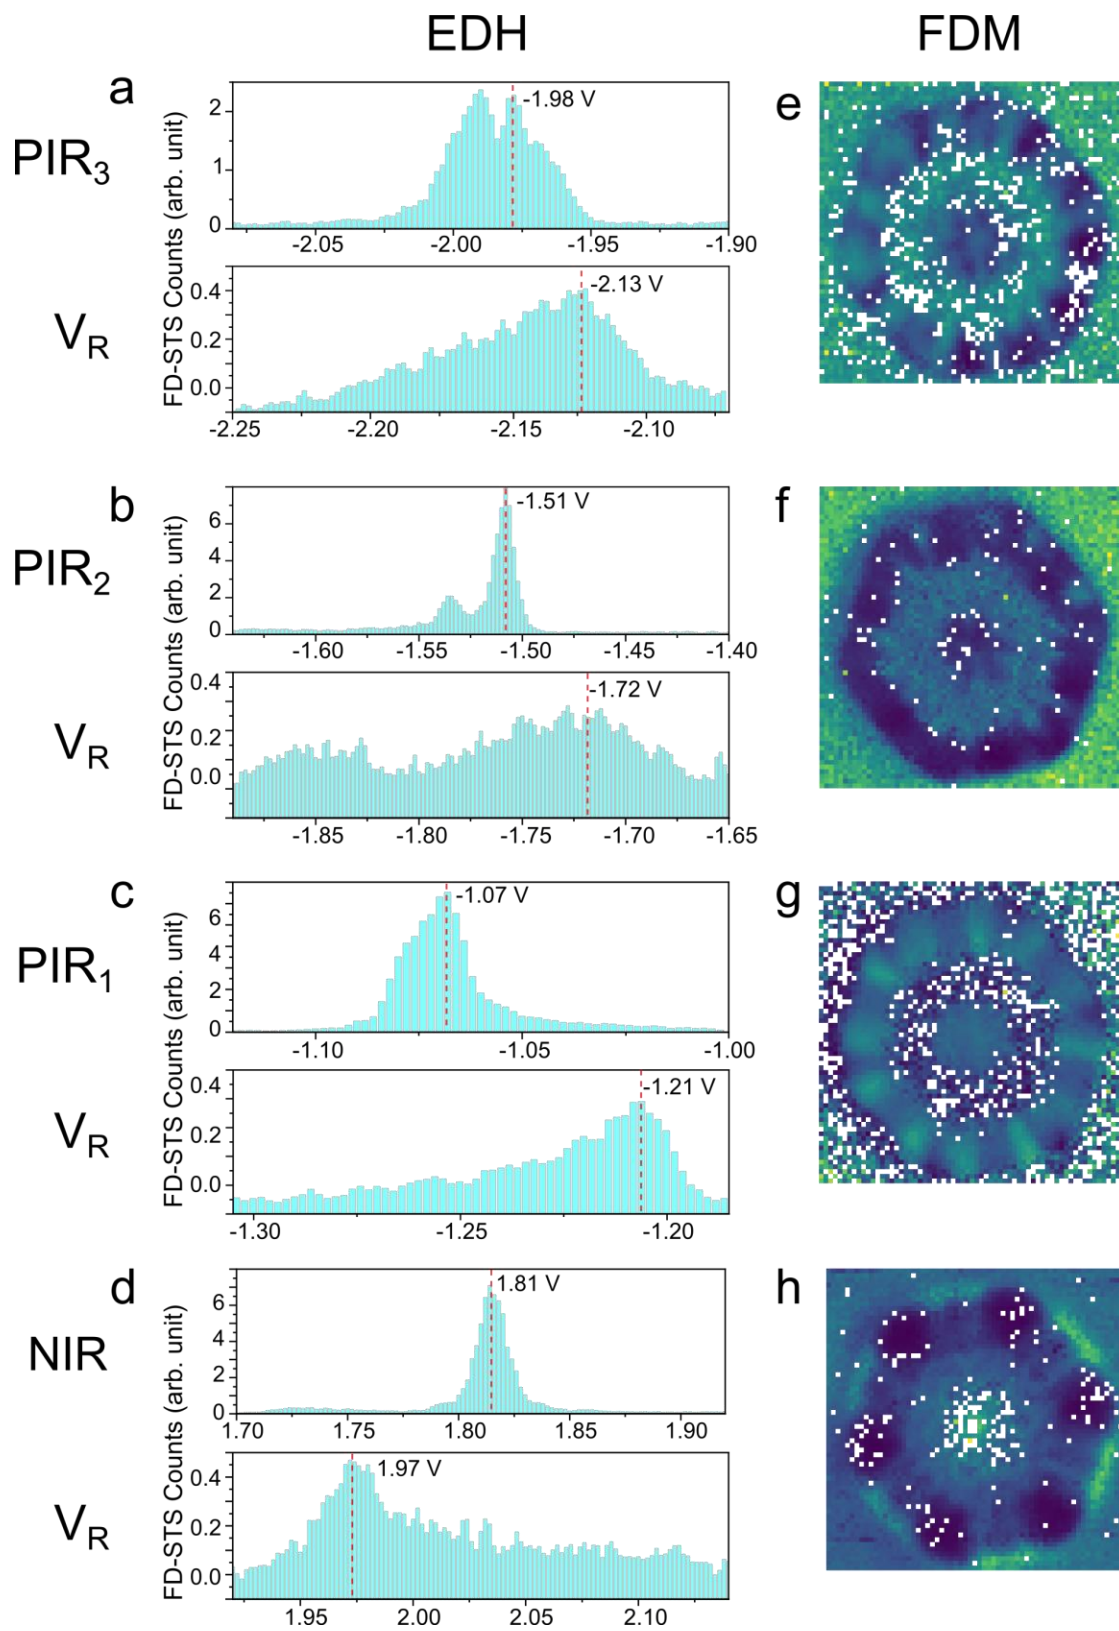 EDH
FDM
a
PIR₃
FD-STS Counts (arb. unit)
2
1
0
-1.98 V
-2.05
-2.00
-1.95
-1.90
V_R
0.4
0.2
0.0
-2.13 V
-2.25
-2.20
-2.15
-2.10
e
b
PIR₂
FD-STS Counts (arb. unit)
6
4
2
0
-1.51 V
-1.60
-1.55
-1.50
-1.45
-1.40
V_R
0.4
0.2
0.0
-1.72 V
-1.85
-1.80
-1.75
-1.70
-1.65
f
c
PIR₁
FD-STS Counts (arb. unit)
6
4
2
0
-1.07 V
-1.10
-1.05
-1.00
V_R
0.4
0.2
0.0
-1.21 V
-1.30
-1.25
-1.20
g
d
NIR
FD-STS Counts (arb. unit)
6
4
2
0
1.81 V
1.70
1.75
1.80
1.85
1.90
V_R
0.4
0.2
0.0
1.97 V
1.95
2.00
2.05
2.10
h